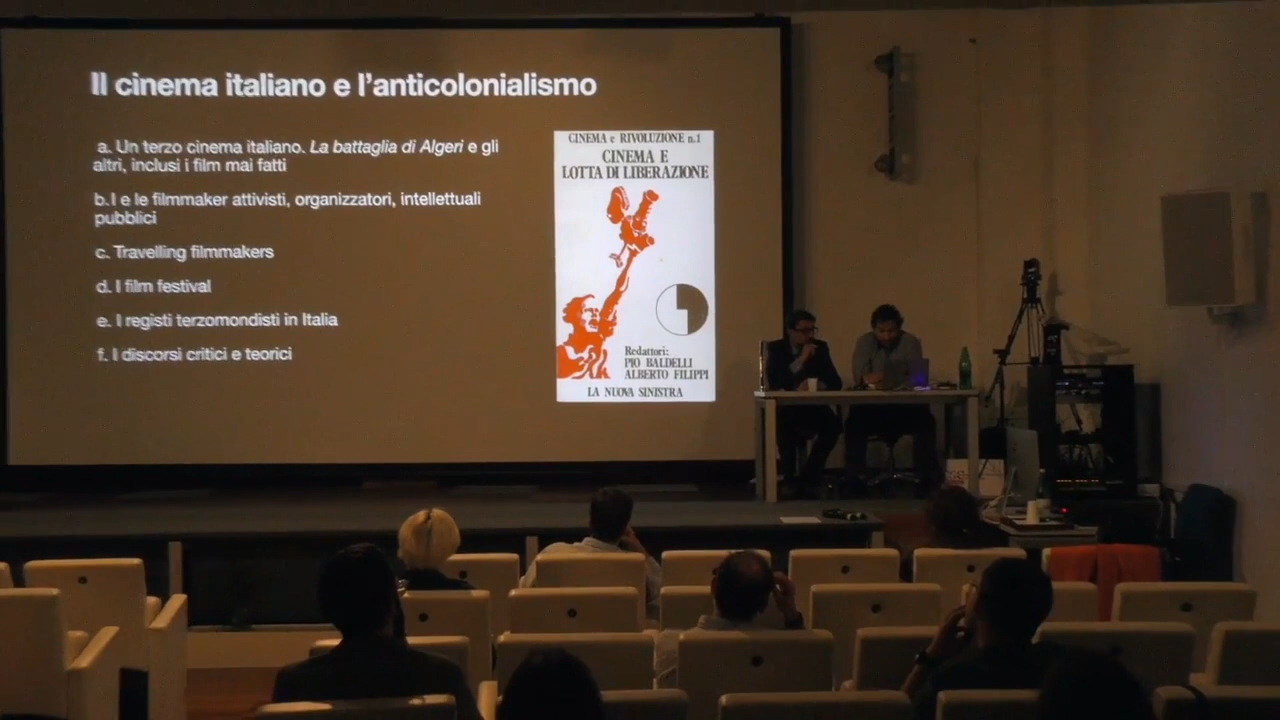 Il cinema italiano e l'anticolonialismo
a. Un terzo cinema italiano. La battaglia di Algeri e gli
altri, inclusi i film mai fatti
b.I e le filmmaker attivisti, organizzatori, intellettuali
pubblici
c. Travelling filmmakers
d. I film festival
e. I registi terzomondisti in Italia
f. I discorsi critici e teorici
CINEMA e RIVOLUZIONE n.1
CINEMA E
LOTTA DI LIBERAZIONE
Redattori:
PIO BALDELLI
ALBERTO FILIPPI
LA NUOVA SINISTRA